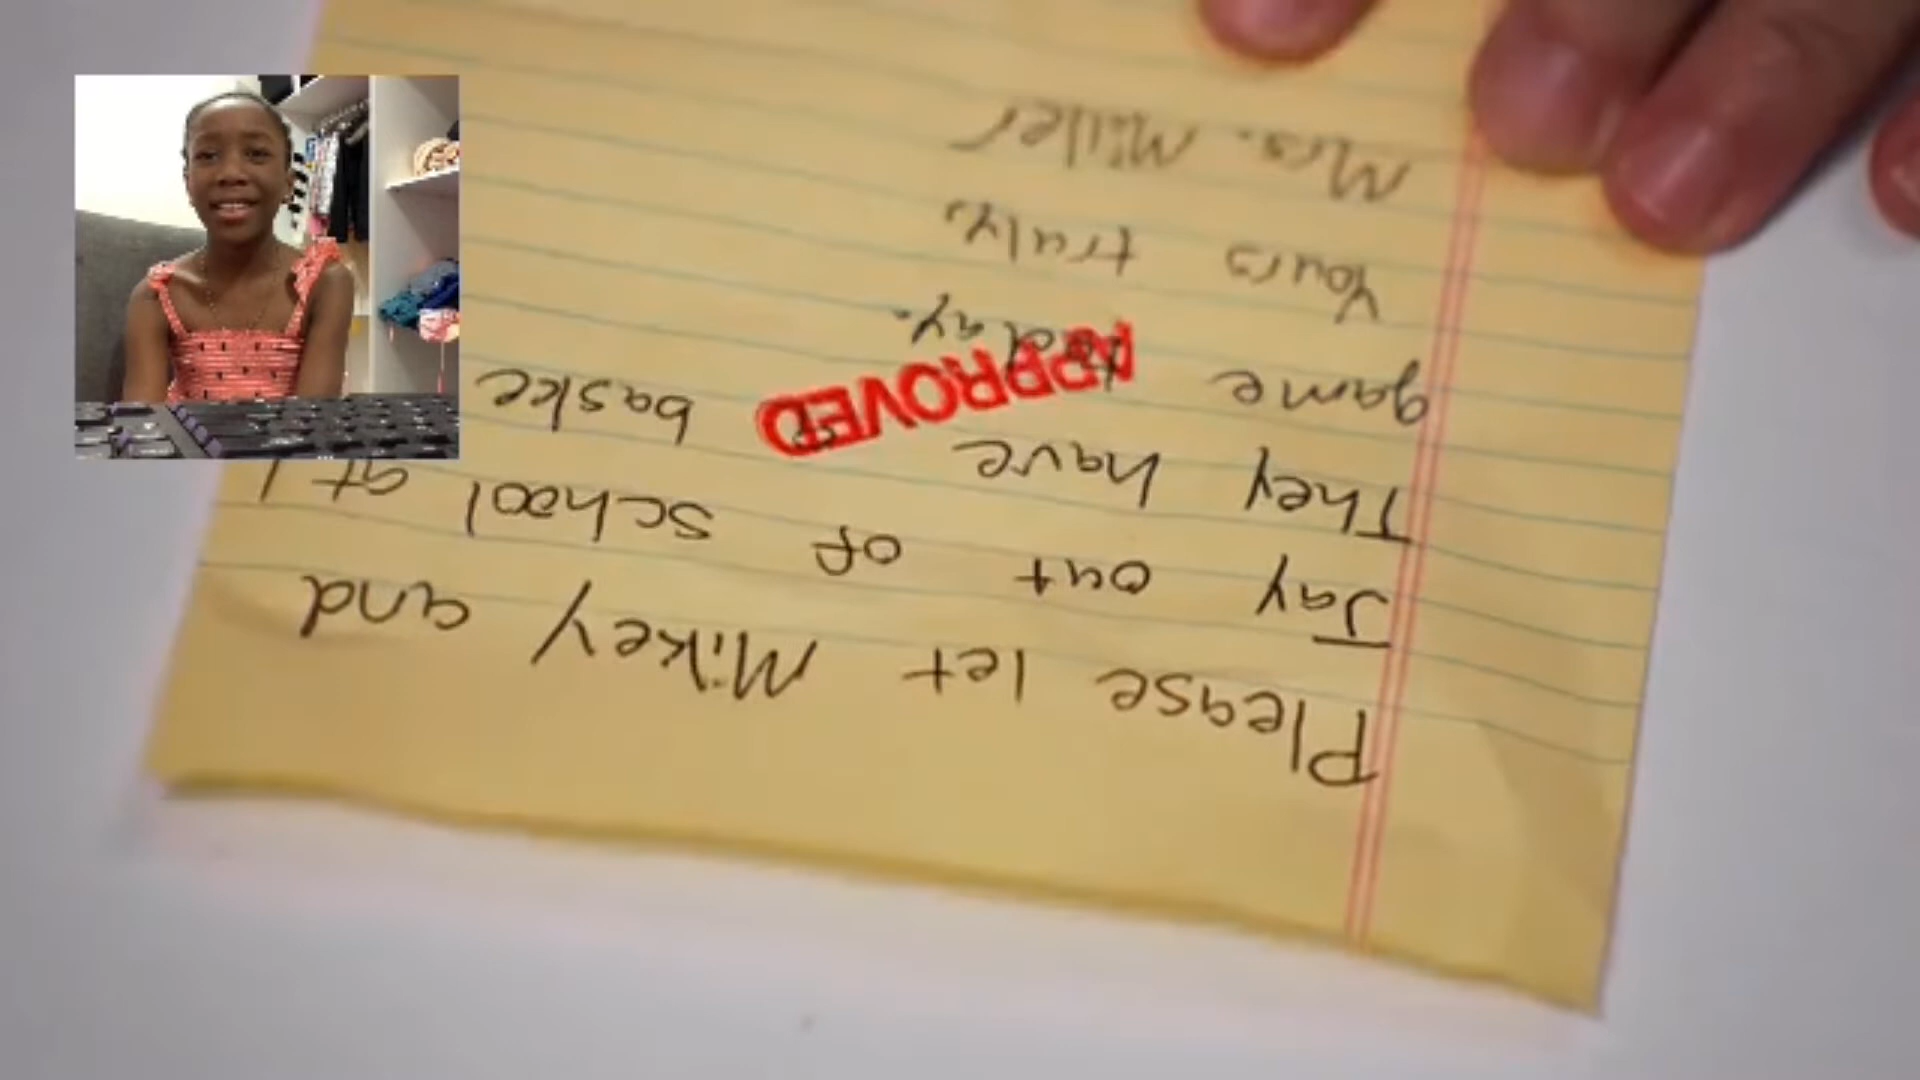 Please let Mikey and
Jay out of school at 1
They have a baske
game today.
Yours truly,
Mrs. Miller
APPROVED